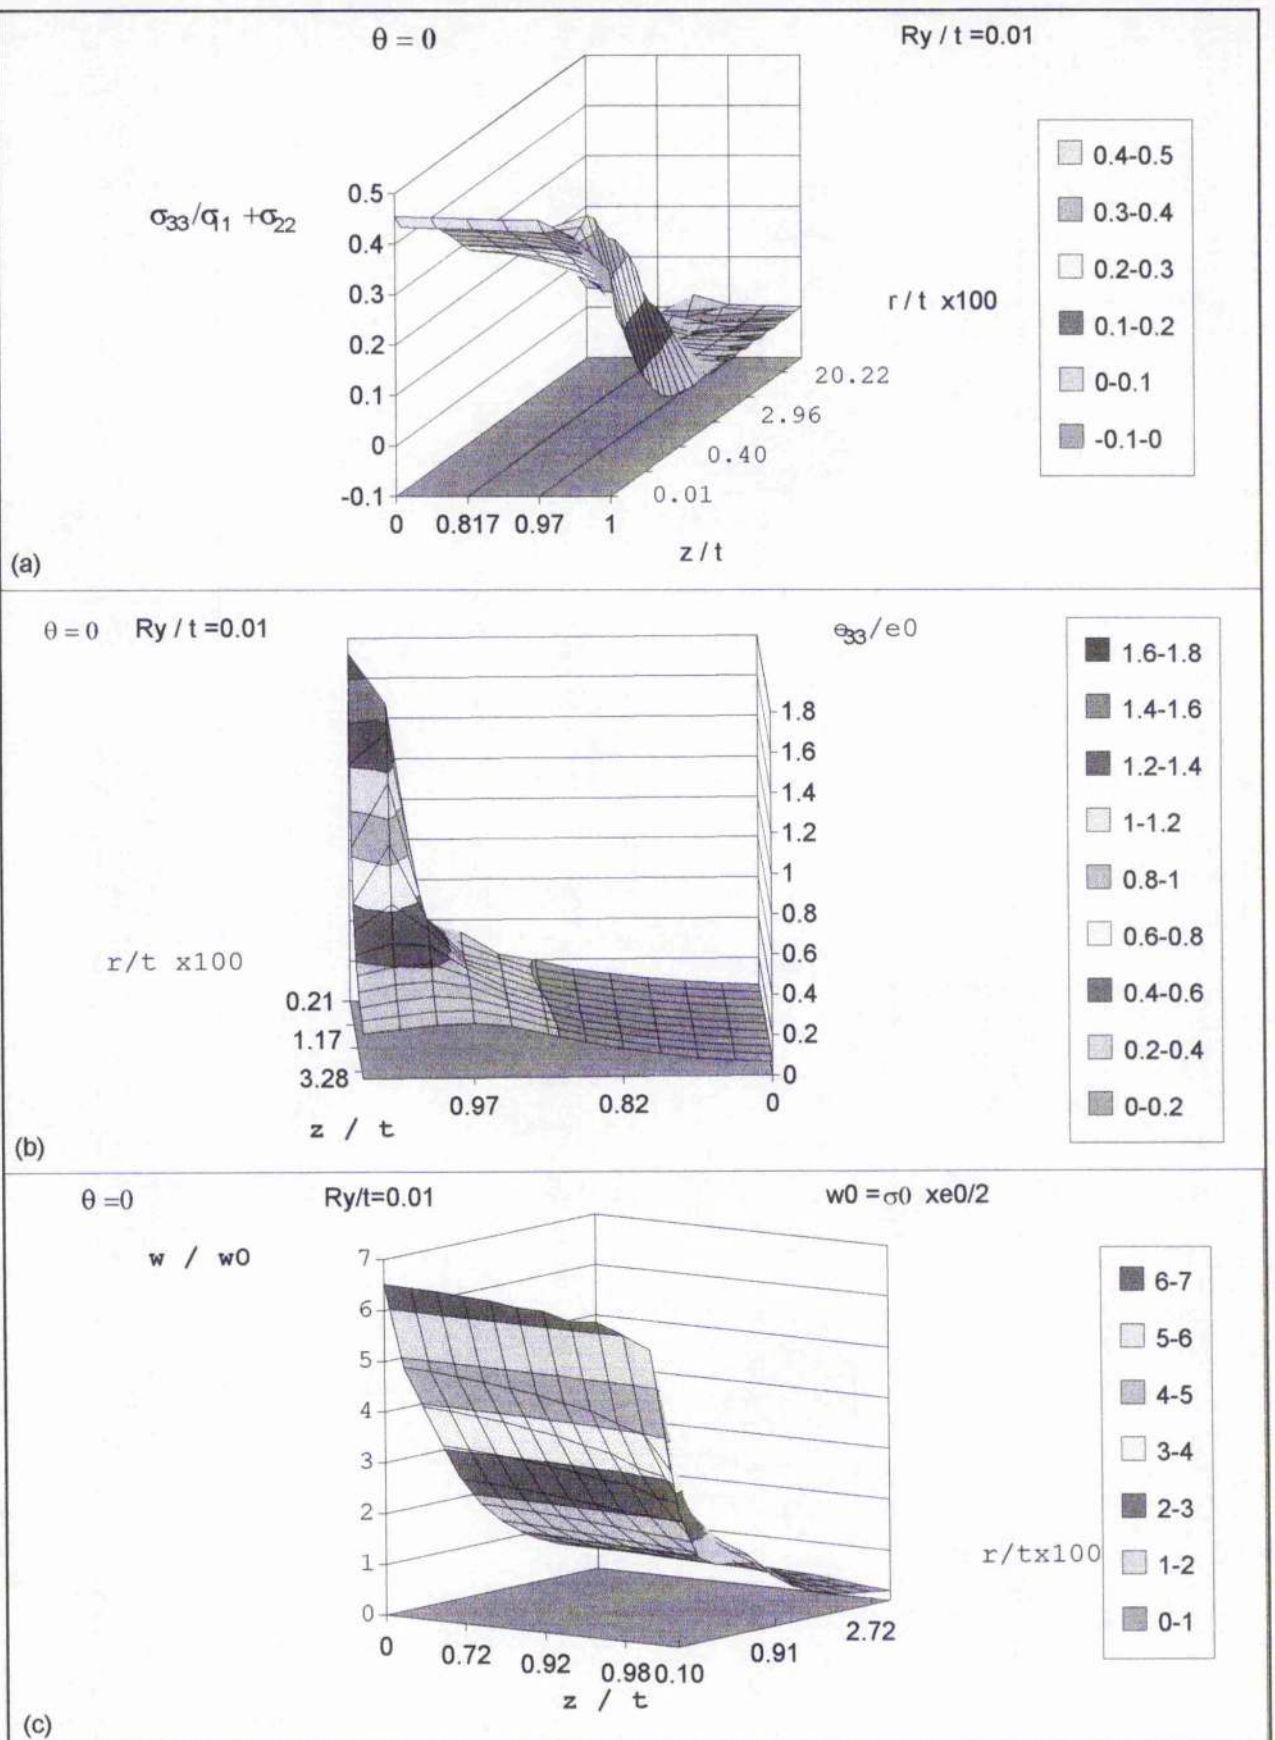 θ = 0
Ry / t =0.01
σ33/σ11 +σ22
0.5
0.4
0.3
0.2
0.1
0
-0.1
0 0.817 0.97 1
z / t
0.01
0.40
2.96
20.22
r / t x100
0.4-0.5
0.3-0.4
0.2-0.3
0.1-0.2
0-0.1
-0.1-0
(a)
θ = 0 Ry / t =0.01
e33/e0
1.8
1.6
1.4
1.2
1
0.8
0.6
0.4
0.2
0
r/t x100
0.21
1.17
3.28
0.97 0.82 0
z / t
1.6-1.8
1.4-1.6
1.2-1.4
1-1.2
0.8-1
0.6-0.8
0.4-0.6
0.2-0.4
0-0.2
(b)
θ =0 Ry/t=0.01 w0 =σ0 xe0/2
w / w0
7
6
5
4
3
2
1
0
0 0.72 0.92 0.98 0.10 0.91 2.72
z / t
r/tx100
6-7
5-6
4-5
3-4
2-3
1-2
0-1
(c)